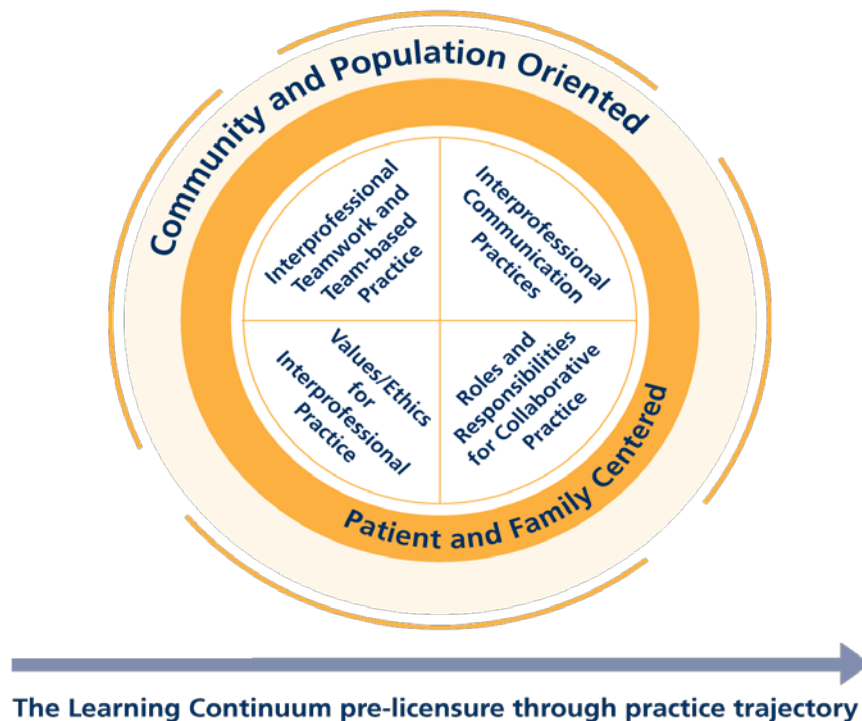 Community and Population Oriented
Interprofessional
Teamwork and
Team-based
Practice
Interprofessional
Communication
Practices
Values/Ethics
for
Interprofessional
Practice
Roles and
Responsibilities
for Collaborative
Practice
Patient and Family Centered
The Learning Continuum pre-licensure through practice trajectory